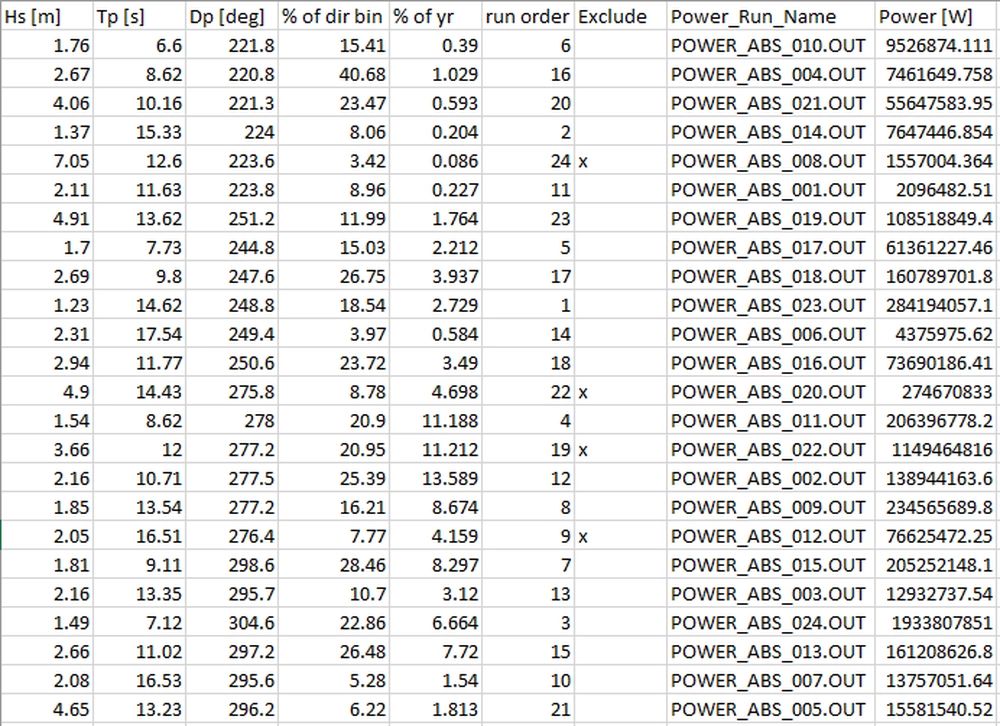 Hs [m] Tp [s] Dp [deg] % of dir bin % of yr run order Exclude Power_Run_Name Power [W]
1.76 6.6 221.8 15.41 0.39 6 POWER_ABS_010.OUT 9526874.111
2.67 8.62 220.8 40.68 1.029 16 POWER_ABS_004.OUT 7461649.758
4.06 10.16 221.3 23.47 0.593 20 POWER_ABS_021.OUT 55647583.95
1.37 15.33 224 8.06 0.204 2 POWER_ABS_014.OUT 7647446.854
7.05 12.6 223.6 3.42 0.086 24 x POWER_ABS_008.OUT 1557004.364
2.11 11.63 223.8 8.96 0.227 11 POWER_ABS_001.OUT 2096482.51
4.91 13.62 251.2 11.99 1.764 23 POWER_ABS_019.OUT 108518849.4
1.7 7.73 244.8 15.03 2.212 5 POWER_ABS_017.OUT 61361227.46
2.69 9.8 247.6 26.75 3.937 17 POWER_ABS_018.OUT 160789701.8
1.23 14.62 248.8 18.54 2.729 1 POWER_ABS_023.OUT 284194057.1
2.31 17.54 249.4 3.97 0.584 14 POWER_ABS_006.OUT 4375975.62
2.94 11.77 250.6 23.72 3.49 18 POWER_ABS_016.OUT 73690186.41
4.9 14.43 275.8 8.78 4.698 22 x POWER_ABS_020.OUT 274670833
1.54 8.62 278 20.9 11.188 4 POWER_ABS_011.OUT 206396778.2
3.66 12 277.2 20.95 11.212 19 x POWER_ABS_022.OUT 1149464816
2.16 10.71 277.5 25.39 13.589 12 POWER_ABS_002.OUT 138944163.6
1.85 13.54 277.2 16.21 8.674 8 POWER_ABS_009.OUT 234565689.8
2.05 16.51 276.4 7.77 4.159 9 x POWER_ABS_012.OUT 76625472.25
1.81 9.11 298.6 28.46 8.297 7 POWER_ABS_015.OUT 205252148.1
2.16 13.35 295.7 10.7 3.12 13 POWER_ABS_003.OUT 12932737.54
1.49 7.12 304.6 22.86 6.664 3 POWER_ABS_024.OUT 1933807851
2.66 11.02 297.2 26.48 7.72 15 POWER_ABS_013.OUT 161208626.8
2.08 16.53 295.6 5.28 1.54 10 POWER_ABS_007.OUT 13757051.64
4.65 13.23 296.2 6.22 1.813 21 POWER_ABS_005.OUT 15581540.52